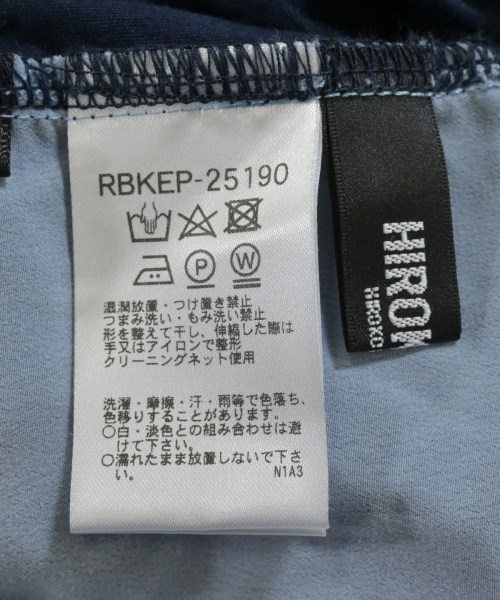 RBKEP-25190
P W
湿潤放置・つけ置き禁止
つまみ洗い・もみ洗い禁止
形を整えて干し、伸縮した際は
手又はアイロンで整形
クリーニングネット使用
洗濯・摩擦・汗・雨等で色落ち、
色移りすることがあります。
○白・淡色との組み合わせは避
けて下さい。
○濡れたまま放置しないで下さ
い。
N1A3
HIRO
HIROKO